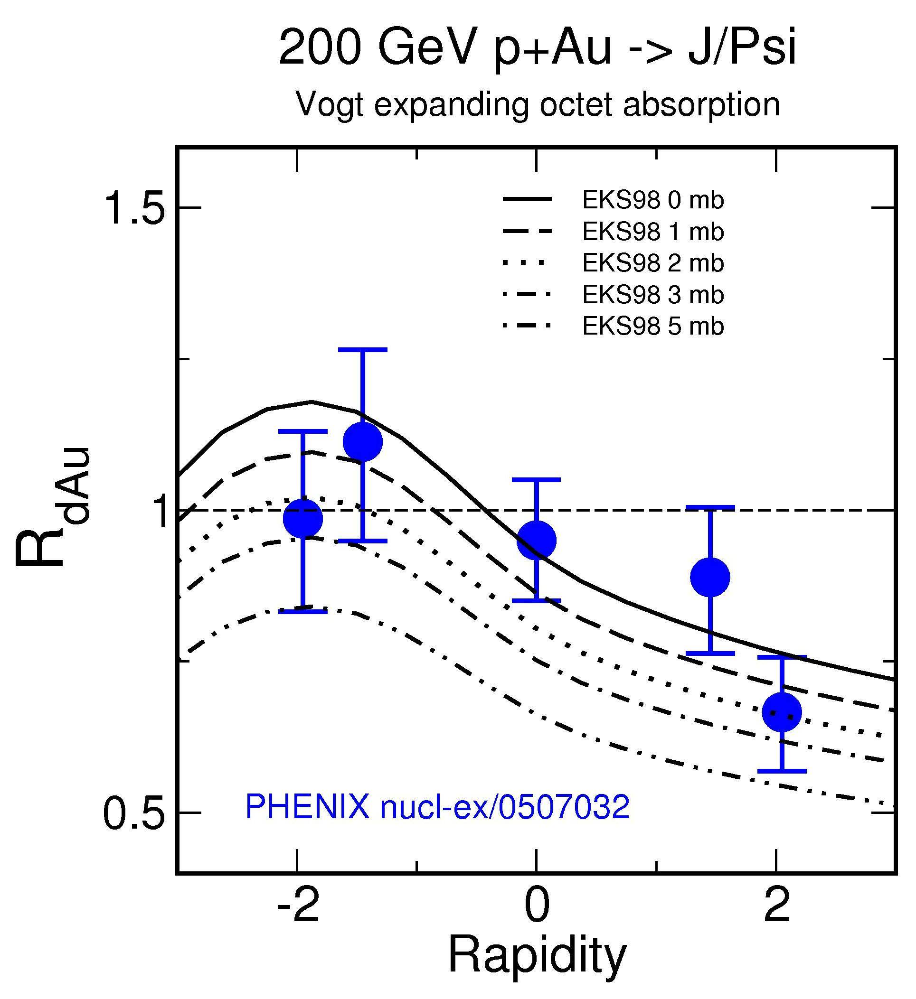 200 GeV p+Au -> J/Psi
Vogt expanding octet absorption
1.5
1
0.5
R_dAu
EKS98 0 mb
EKS98 1 mb
EKS98 2 mb
EKS98 3 mb
EKS98 5 mb
PHENIX nucl-ex/0507032
-2 0 2
Rapidity